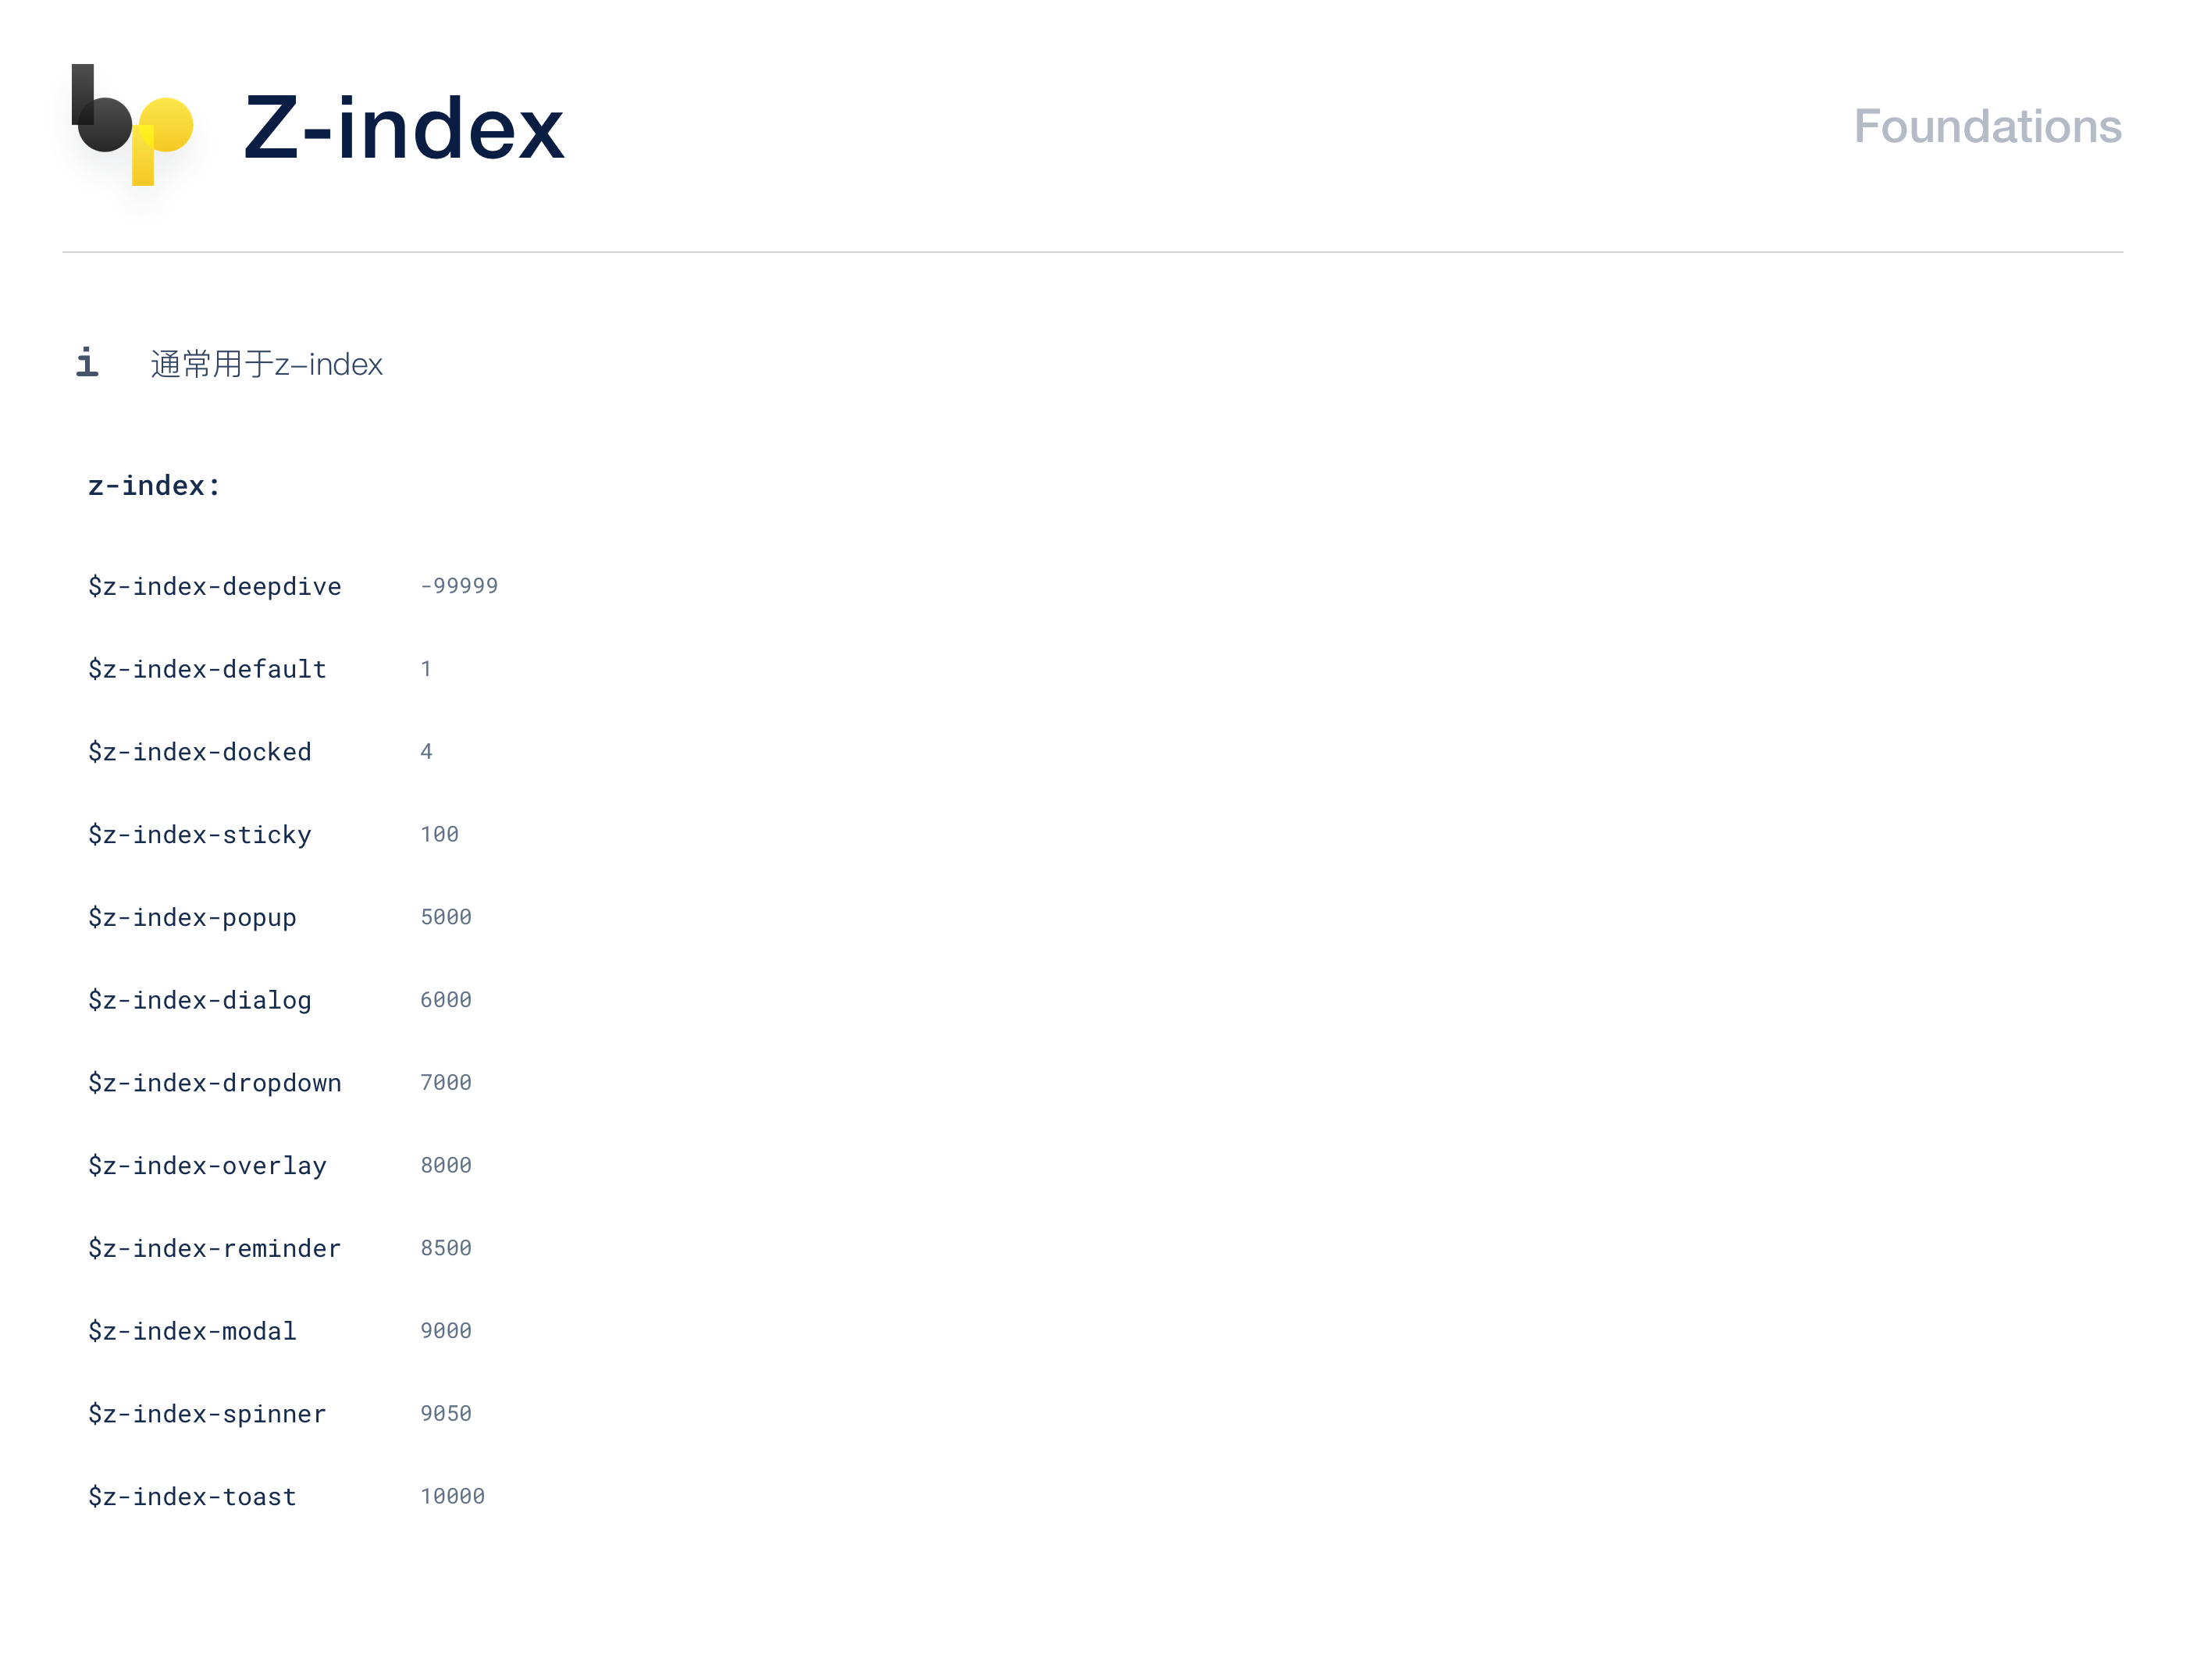 bp
Z-index
Foundations
i 通常用于z-index
z-index:
$z-index-deepdive -99999
$z-index-default 1
$z-index-docked 4
$z-index-sticky 100
$z-index-popup 5000
$z-index-dialog 6000
$z-index-dropdown 7000
$z-index-overlay 8000
$z-index-reminder 8500
$z-index-modal 9000
$z-index-spinner 9050
$z-index-toast 10000